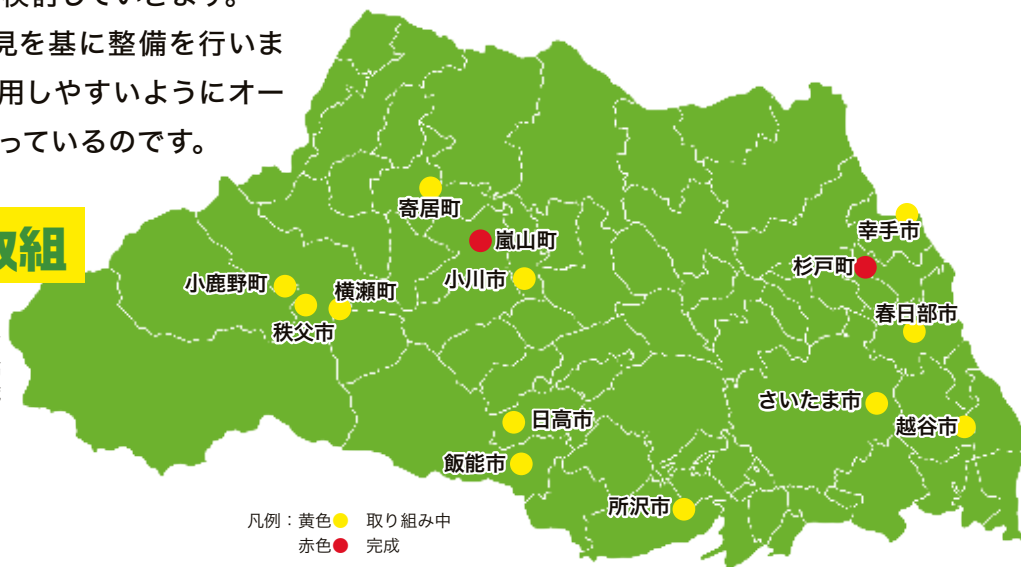 見を基に整備を行いま
用しやすいようにオー
っているのです。
取組
寄居町
嵐山町
幸手市
杉戸町
小鹿野町
横瀬町
小川市
秩父市
春日部市
さいたま市
越谷市
日高市
飯能市
所沢市
凡例：黄色 取り組み中
赤色 完成